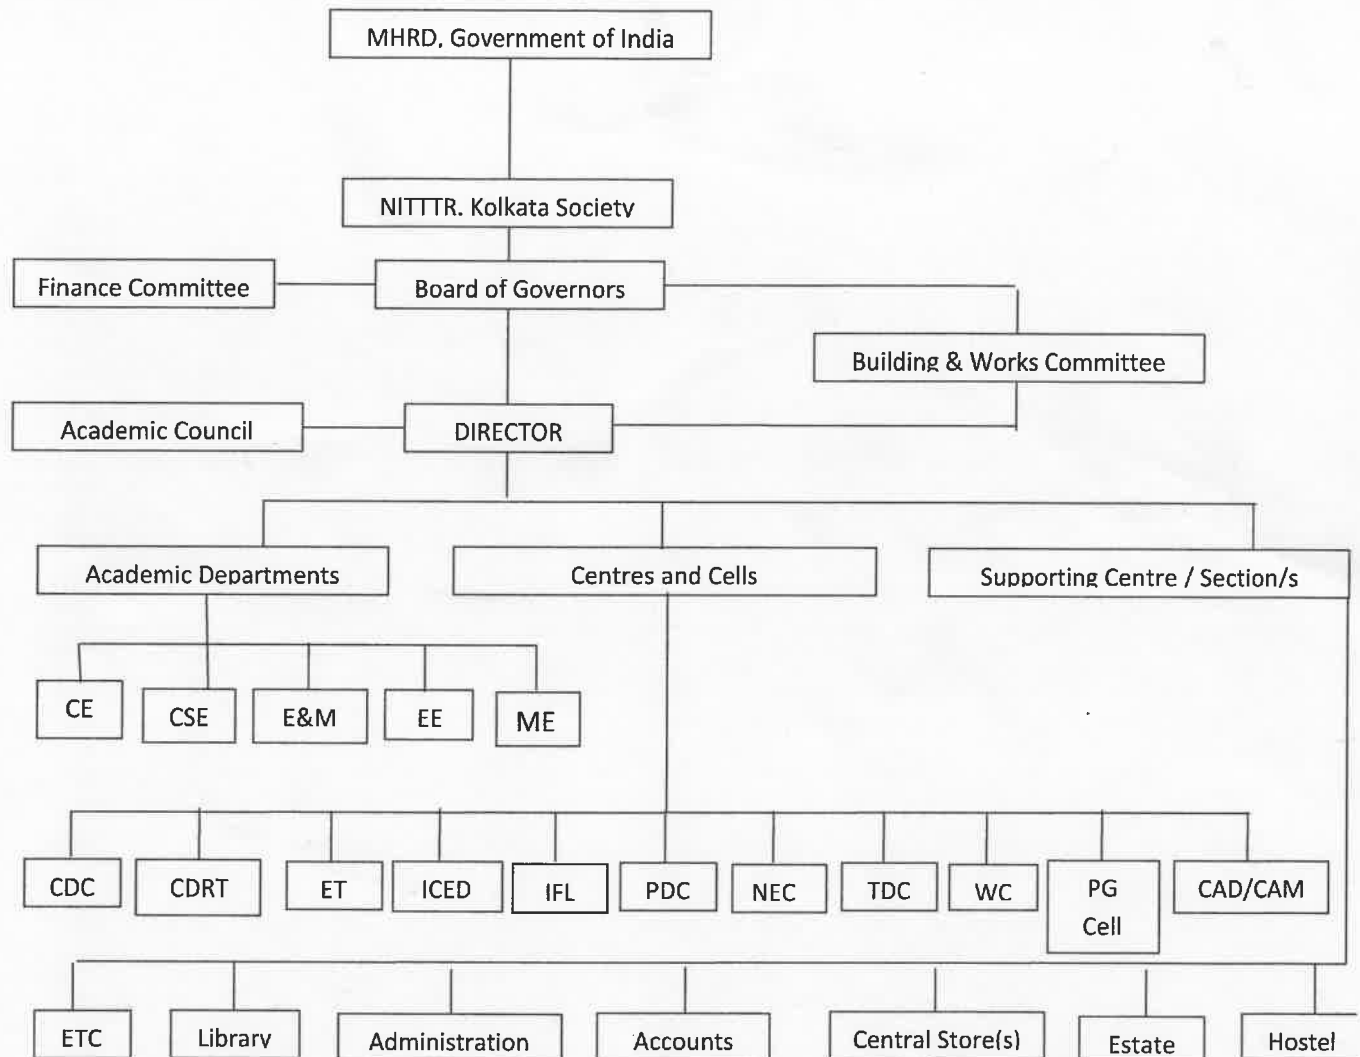 MHRD, Government of India
NITTTR. Kolkata Society
Finance Committee
Board of Governors
Building & Works Committee
Academic Council
DIRECTOR
Academic Departments
Centres and Cells
Supporting Centre / Section/s
CE
CSE
E&M
EE
ME
CDC
CDRT
ET
ICED
IFL
PDC
NEC
TDC
WC
PG
Cell
CAD/CAM
ETC
Library
Administration
Accounts
Central Store(s)
Estate
Hostel